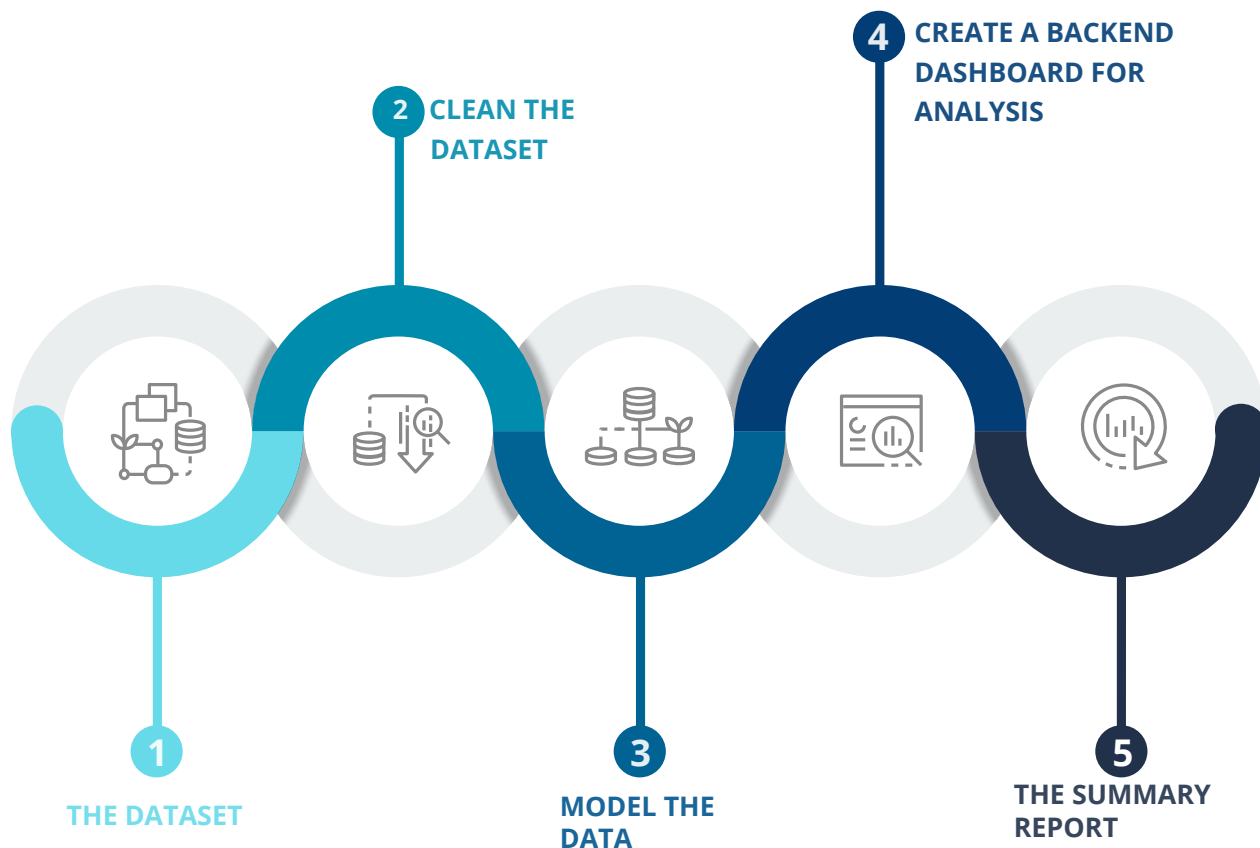 1
THE DATASET
2
CLEAN THE
DATASET
3
MODEL THE
DATA
4
CREATE A BACKEND
DASHBOARD FOR
ANALYSIS
5
THE SUMMARY
REPORT